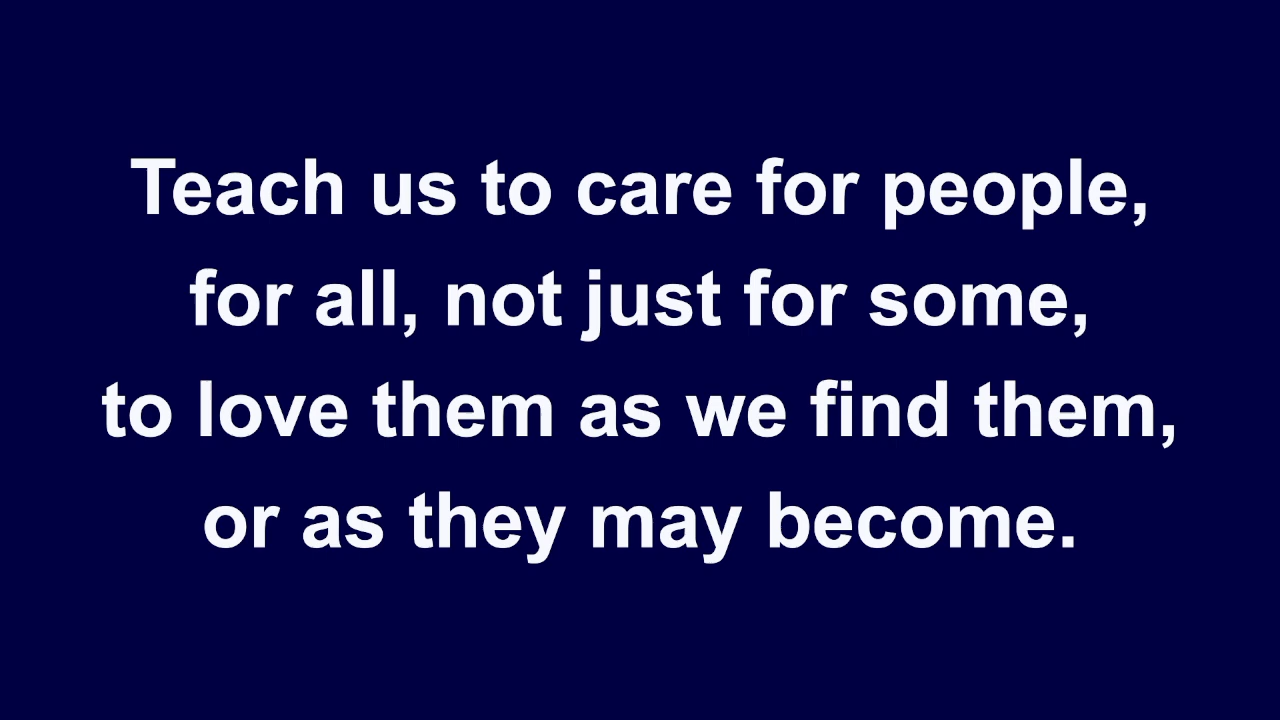 Teach us to care for people,
for all, not just for some,
to love them as we find them,
or as they may become.